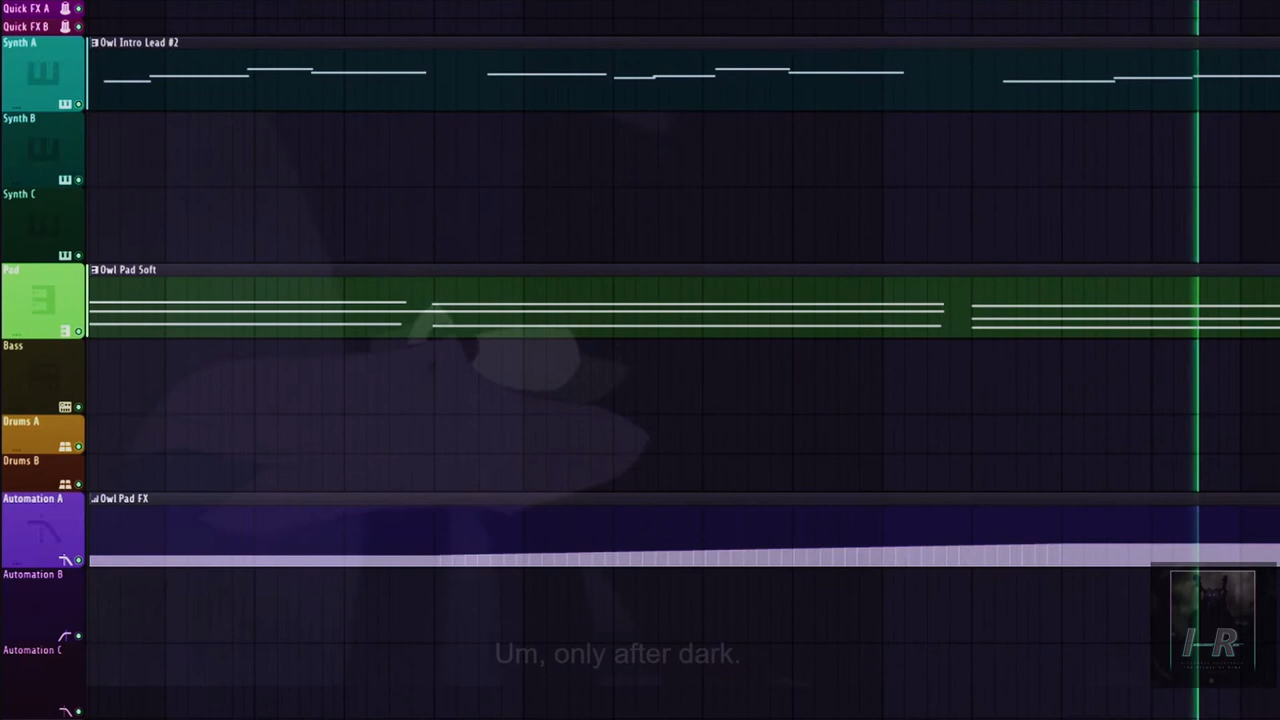 Quick FX A
Quick FX B
Synth A
Owl Intro Lead #2
Synth B
Synth C
Pad
Owl Pad Soft
Bass
Drums A
Drums B
Automation A
Owl Pad FX
Automation B
Automation C
Um, only after dark.
I-R